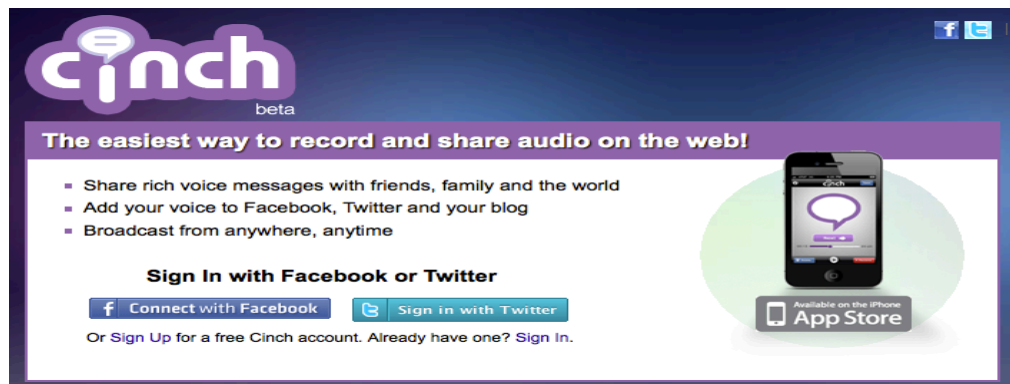 cinch
beta
The easiest way to record and share audio on the web!
Share rich voice messages with friends, family and the world
Add your voice to Facebook, Twitter and your blog
Broadcast from anywhere, anytime
Sign In with Facebook or Twitter
Connect with Facebook
Sign in with Twitter
Or Sign Up for a free Cinch account. Already have one? Sign In.
cinch
Available on the iPhone
App Store